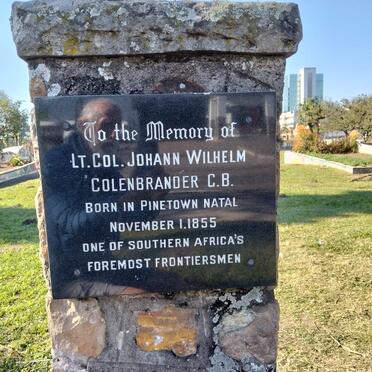 To the Memory of
LT. COL. JOHANN WILHELM
COLENBRANDER C.B.
BORN IN PINETOWN NATAL
NOVEMBER 1.1855
ONE OF SOUTHERN AFRICA'S
FOREMOST FRONTIERSMEN